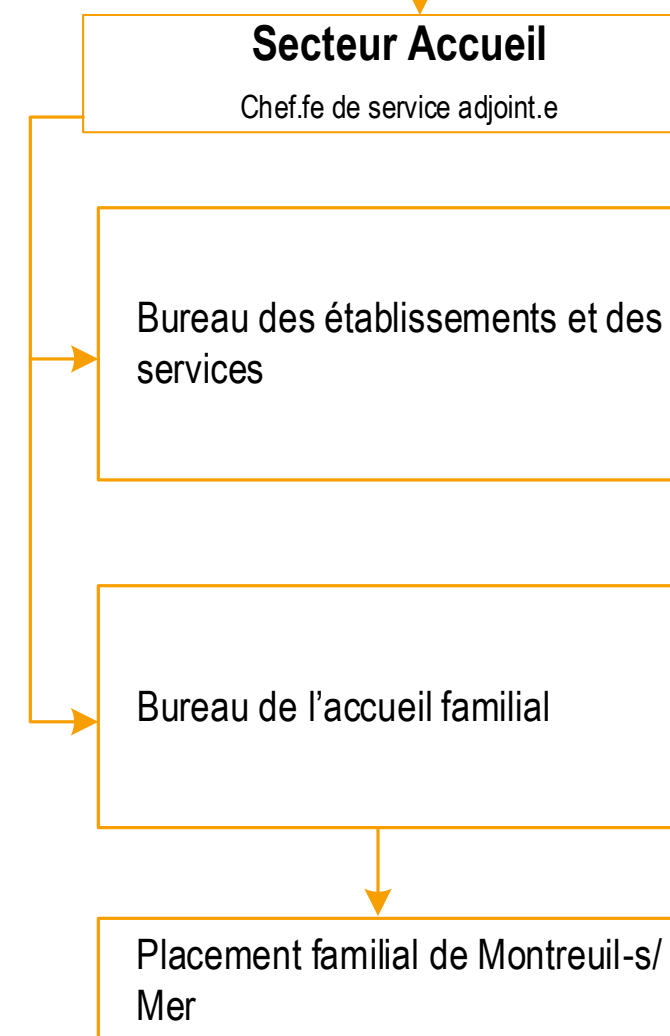 Secteur Accueil
Chef.fe de service adjoint.e
Bureau des établissements et des
services
Bureau de l’accueil familial
Placement familial de Montreuil-s/
Mer